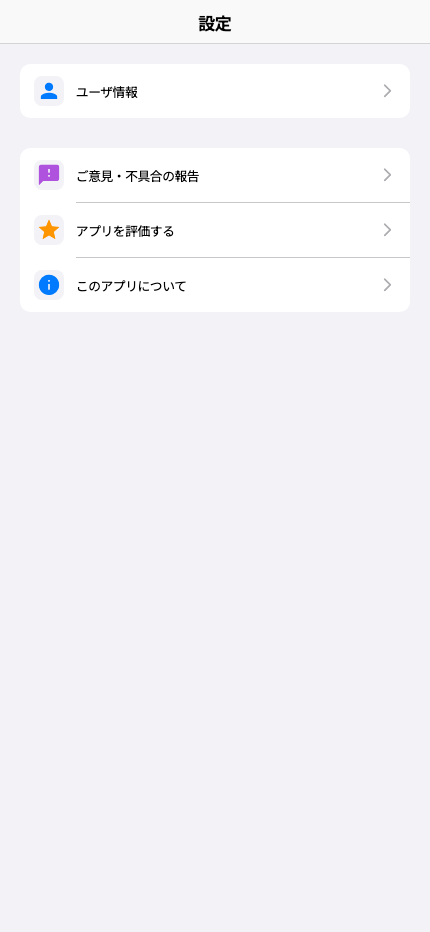 設定
ユーザ情報
ご意見・不具合の報告
アプリを評価する
このアプリについて